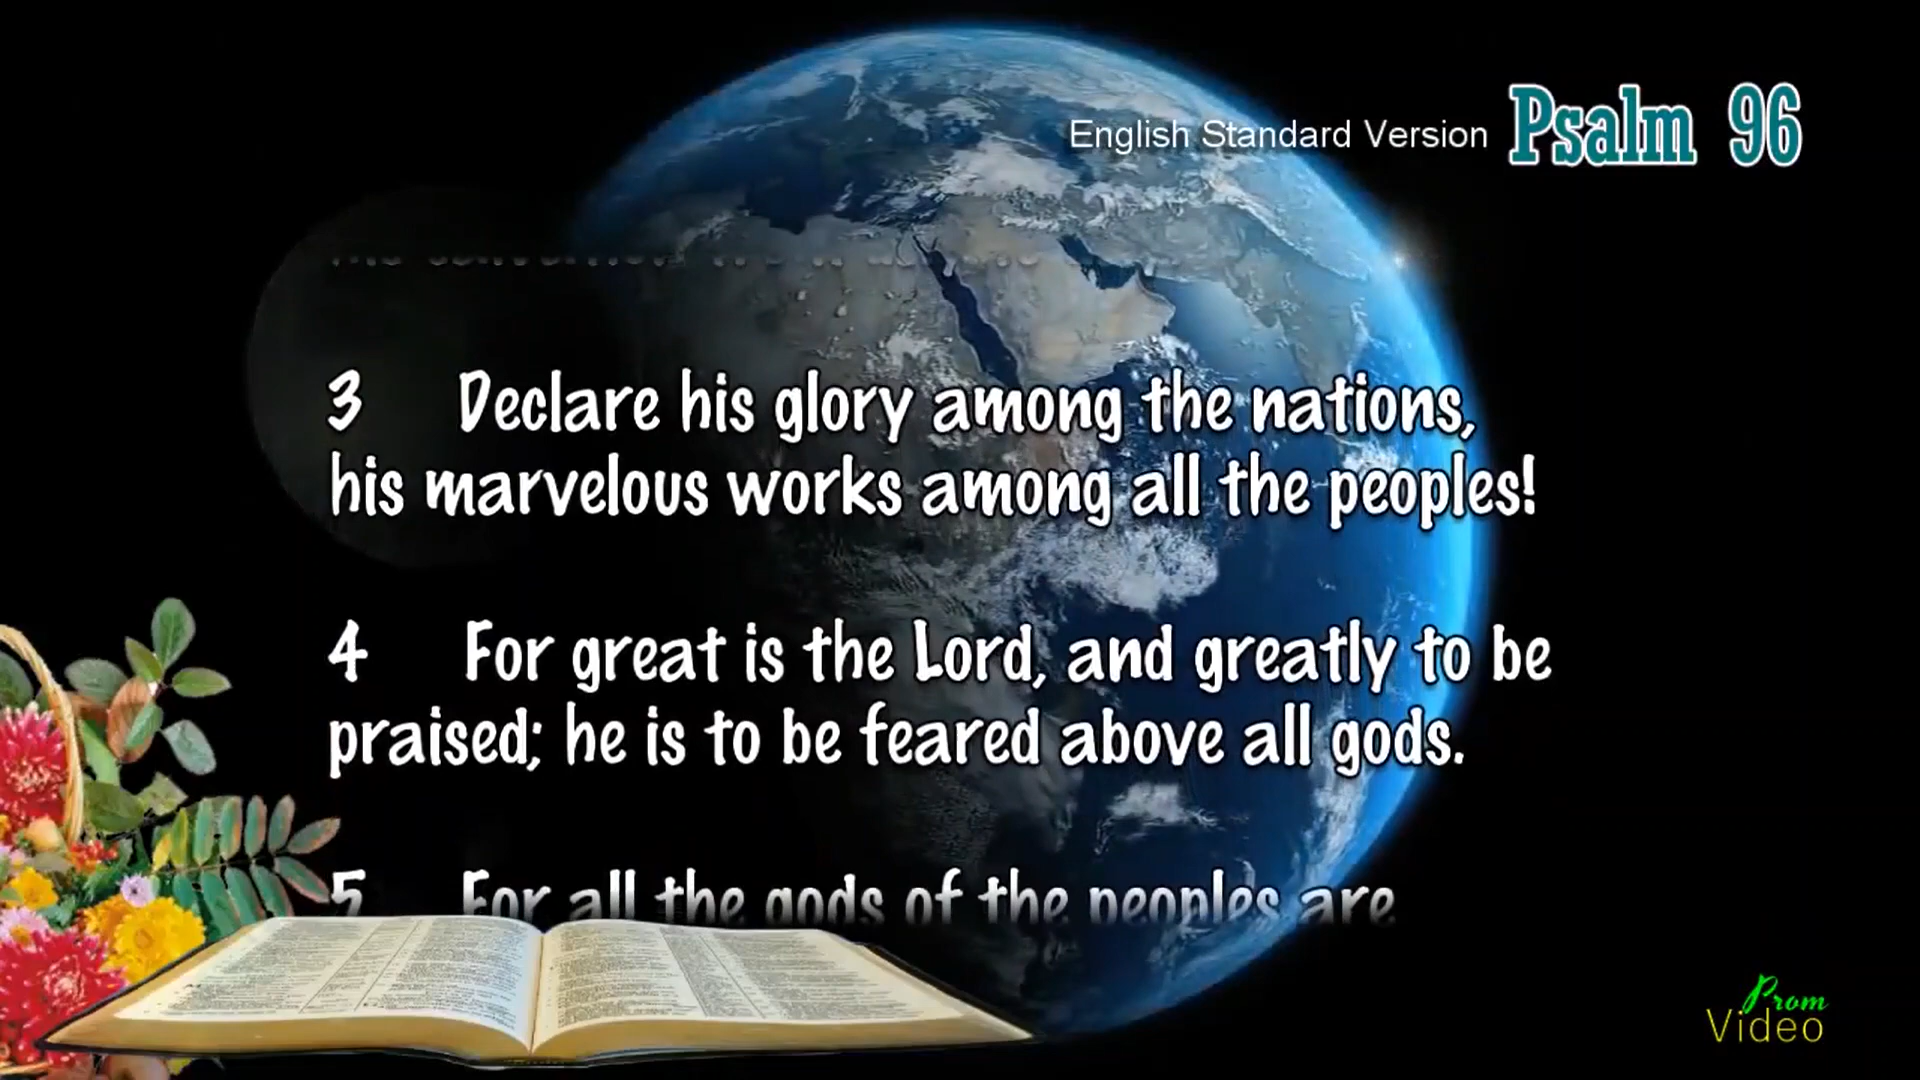 English Standard Version Psalm 96
3 Declare his glory among the nations,
his marvelous works among all the peoples!
4 For great is the Lord, and greatly to be
praised; he is to be feared above all gods.
5 For all the gods of the peoples are
Prom
Video